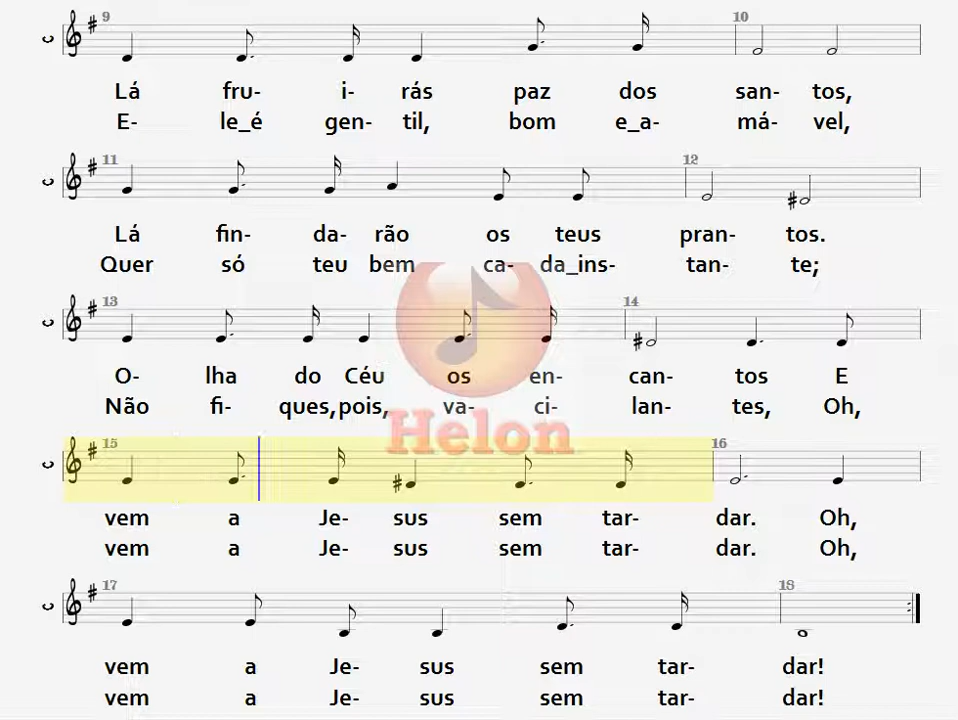 9 10
Lá fru- i- rás paz dos san- tos,
E- le_é gen- til, bom e_a- má- vel,
11 12
Lá fin- da- rão os teus pran- tos.
Quer só teu bem ca- da_ins- tan- te;
13 14
O- lha do Céu os en- can- tos E
Não fi- ques, pois, va- ci- lan- tes, Oh,
Helon
15 16
vem a Je- sus sem tar- dar. Oh,
vem a Je- sus sem tar- dar. Oh,
17 18
vem a Je- sus sem tar- dar!
vem a Je- sus sem tar- dar!